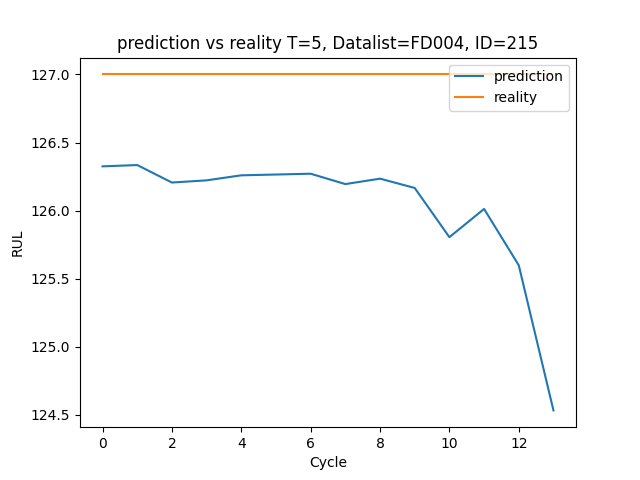 prediction vs reality T=5, Datalist=FD004, ID=215
127.0
126.5
126.0
125.5
125.0
124.5
RUL
0 2 4 6 8 10 12
Cycle
prediction
reality